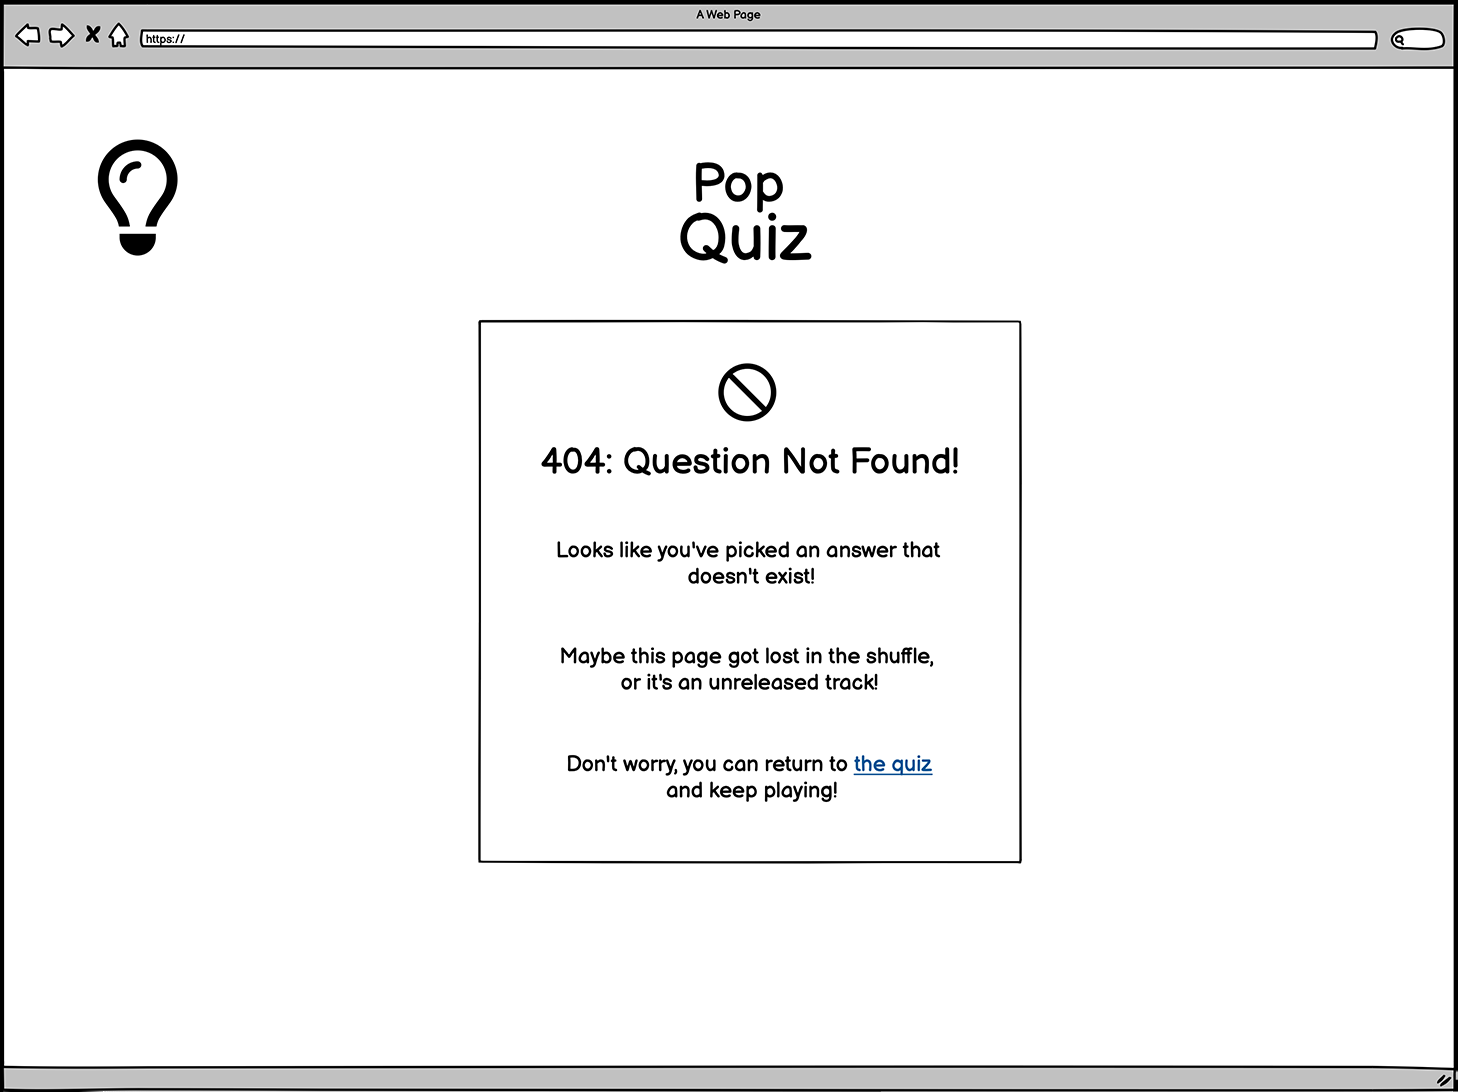 A Web Page
https://
Pop
Quiz
404: Question Not Found!
Looks like you've picked an answer that
doesn't exist!
Maybe this page got lost in the shuffle,
or it's an unreleased track!
Don't worry, you can return to the quiz
and keep playing!